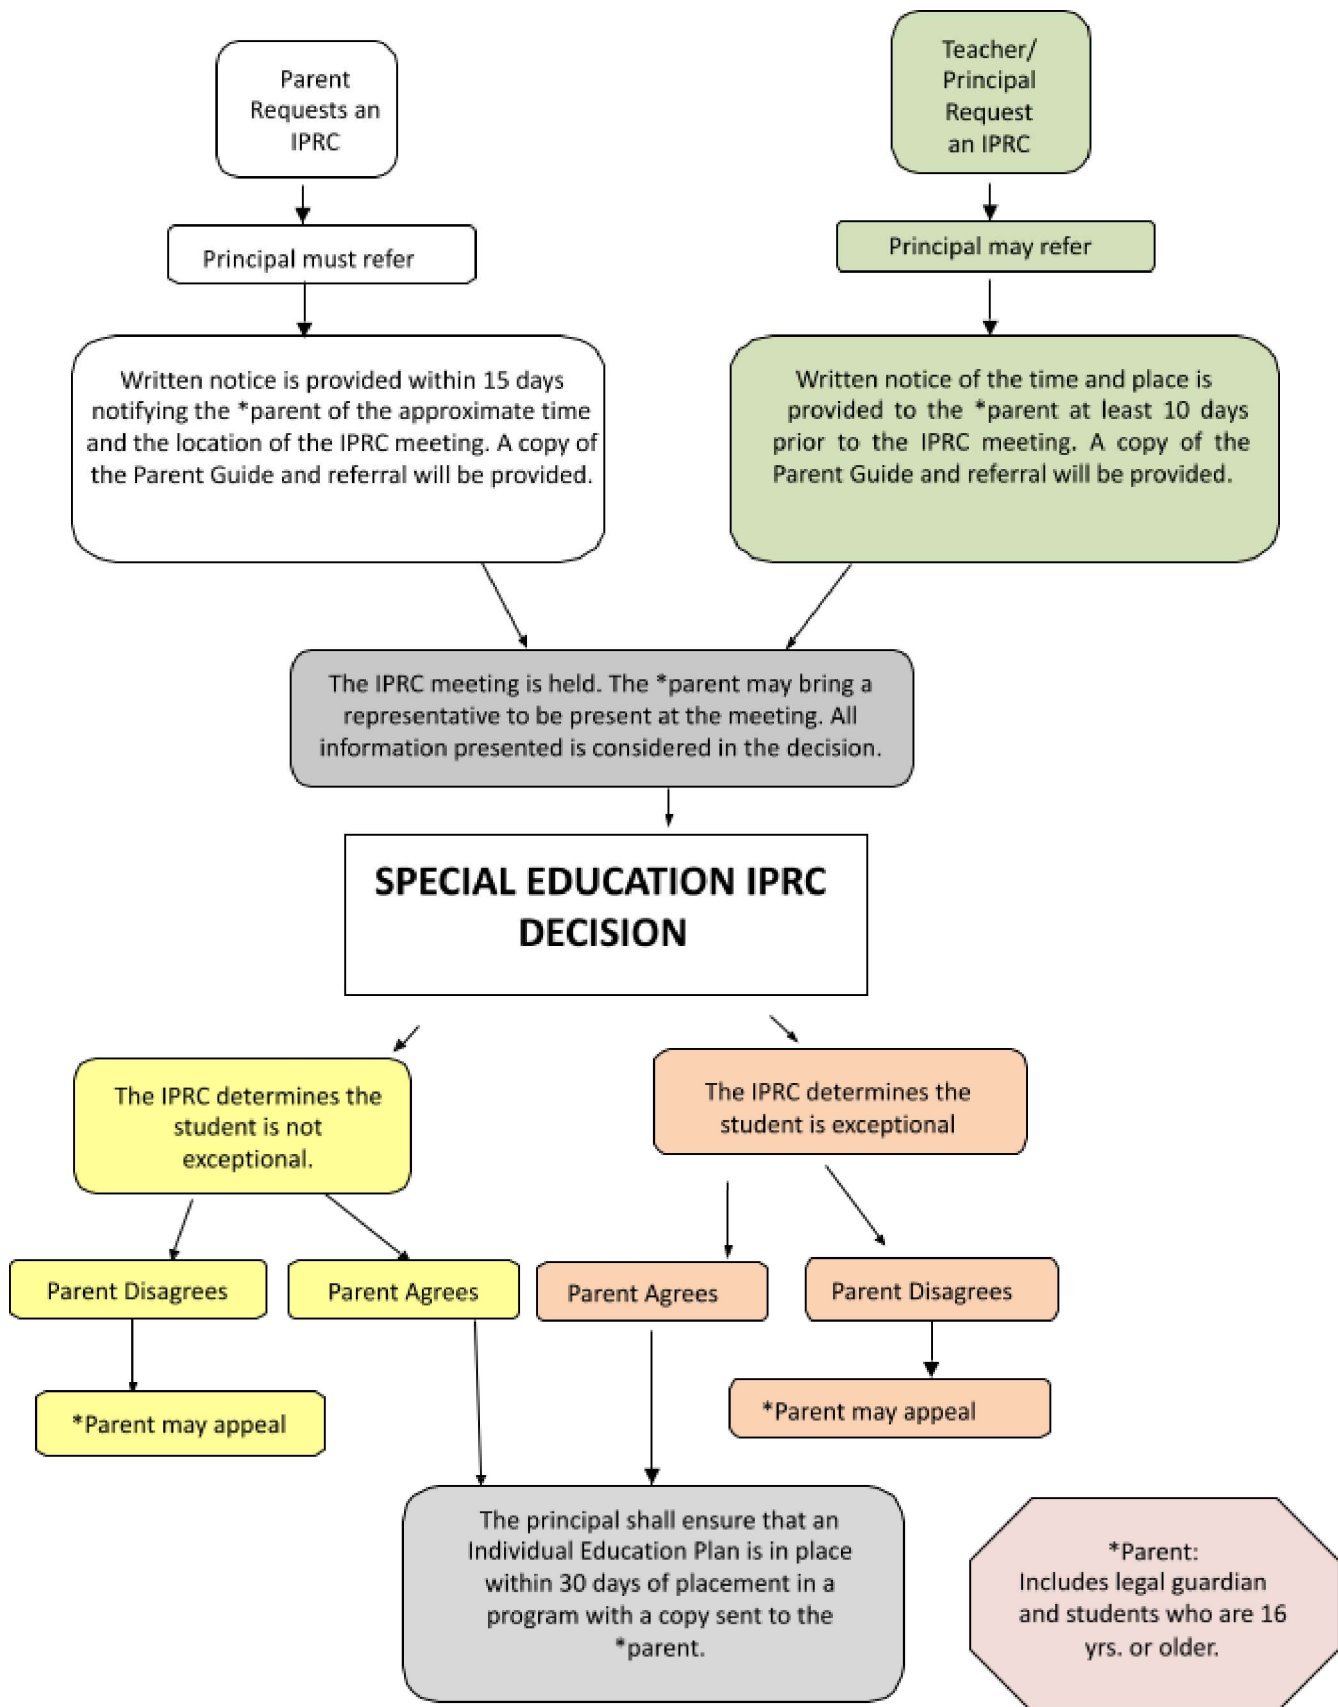 Parent
Requests an
IPRC
Teacher/
Principal
Request
an IPRC
Principal must refer
Principal may refer
Written notice is provided within 15 days
notifying the *parent of the approximate time
and the location of the IPRC meeting. A copy of
the Parent Guide and referral will be provided.
Written notice of the time and place is
provided to the *parent at least 10 days
prior to the IPRC meeting. A copy of the
Parent Guide and referral will be provided.
The IPRC meeting is held. The *parent may bring a
representative to be present at the meeting. All
information presented is considered in the decision.
SPECIAL EDUCATION IPRC
DECISION
The IPRC determines the
student is not
exceptional.
The IPRC determines the
student is exceptional
Parent Disagrees
Parent Agrees
Parent Agrees
Parent Disagrees
*Parent may appeal
*Parent may appeal
The principal shall ensure that an
Individual Education Plan is in place
within 30 days of placement in a
program with a copy sent to the
*parent.
*Parent:
Includes legal guardian
and students who are 16
yrs. or older.